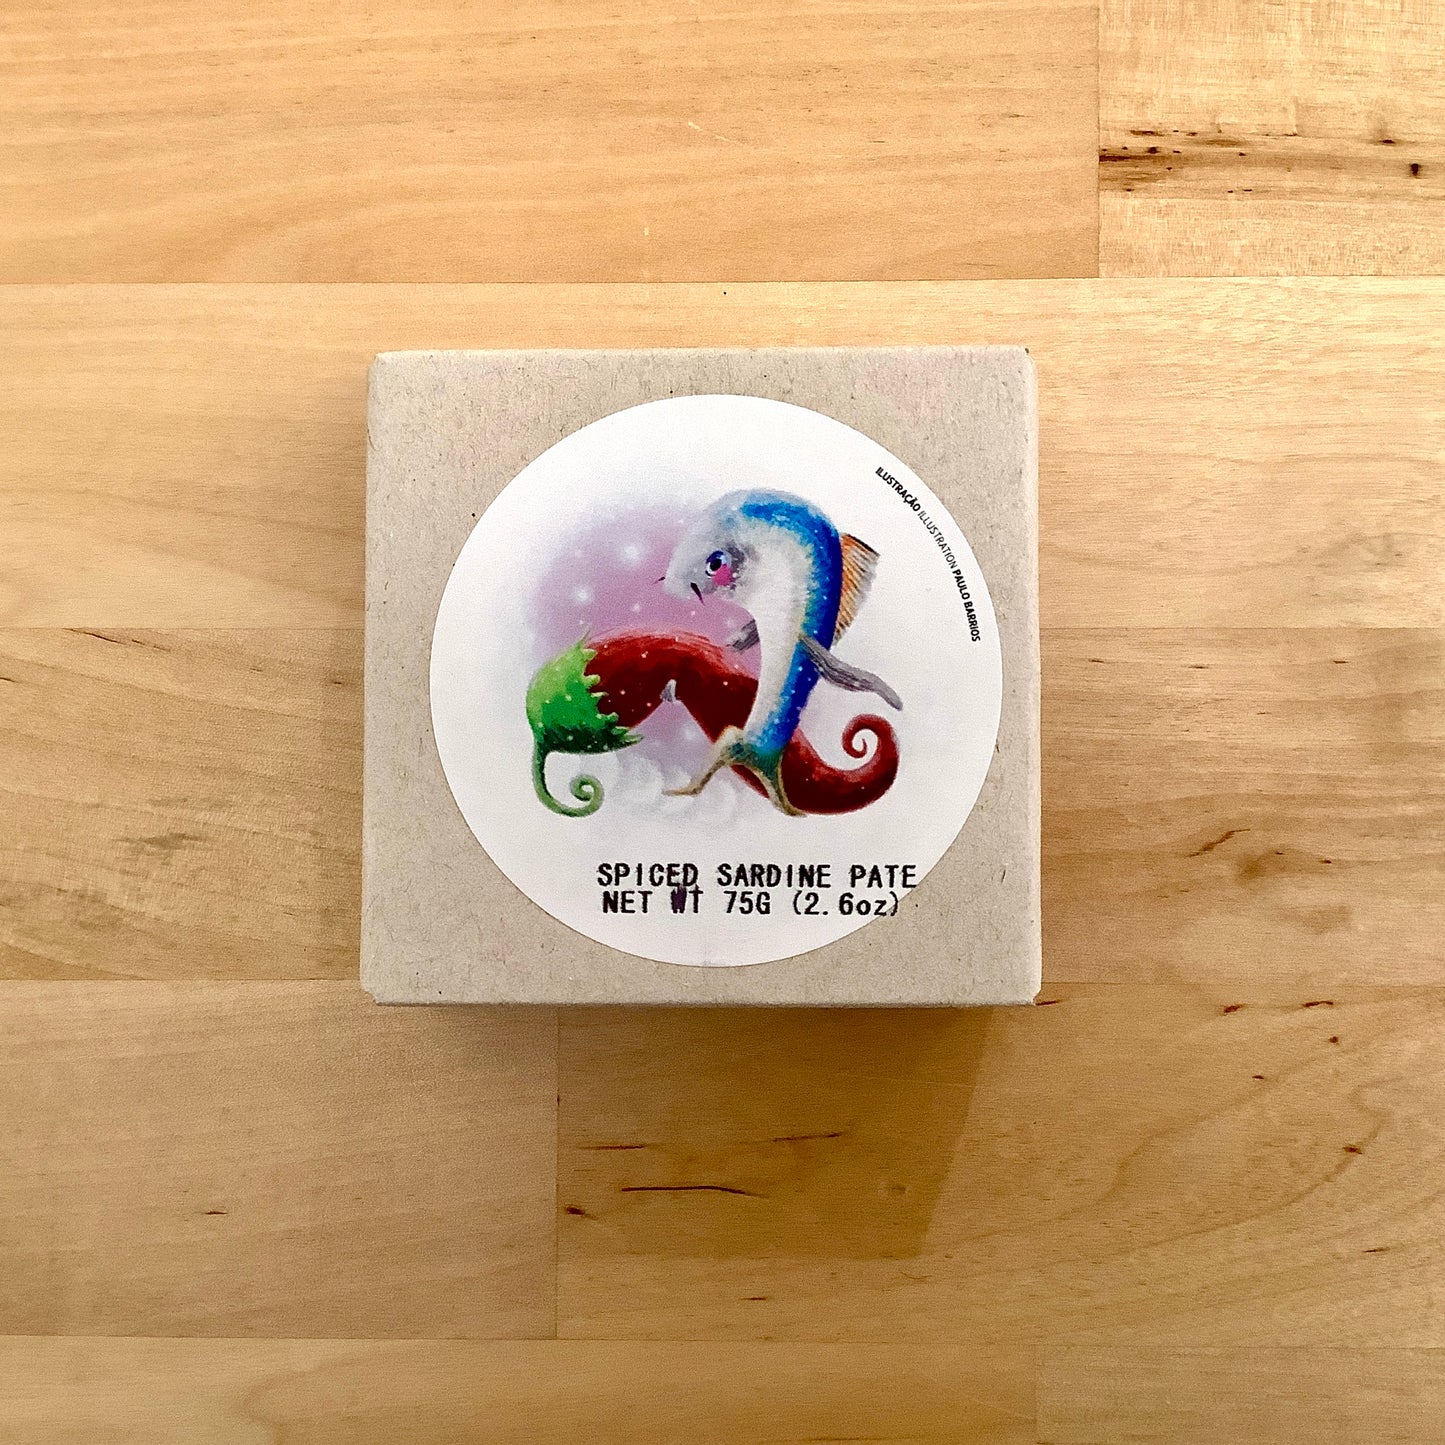 ILUSTRAÇÃO ILLUSTRATION PAULO BARRIOS
SPICED SARDINE PATE
NET WT 75G (2.6oz)